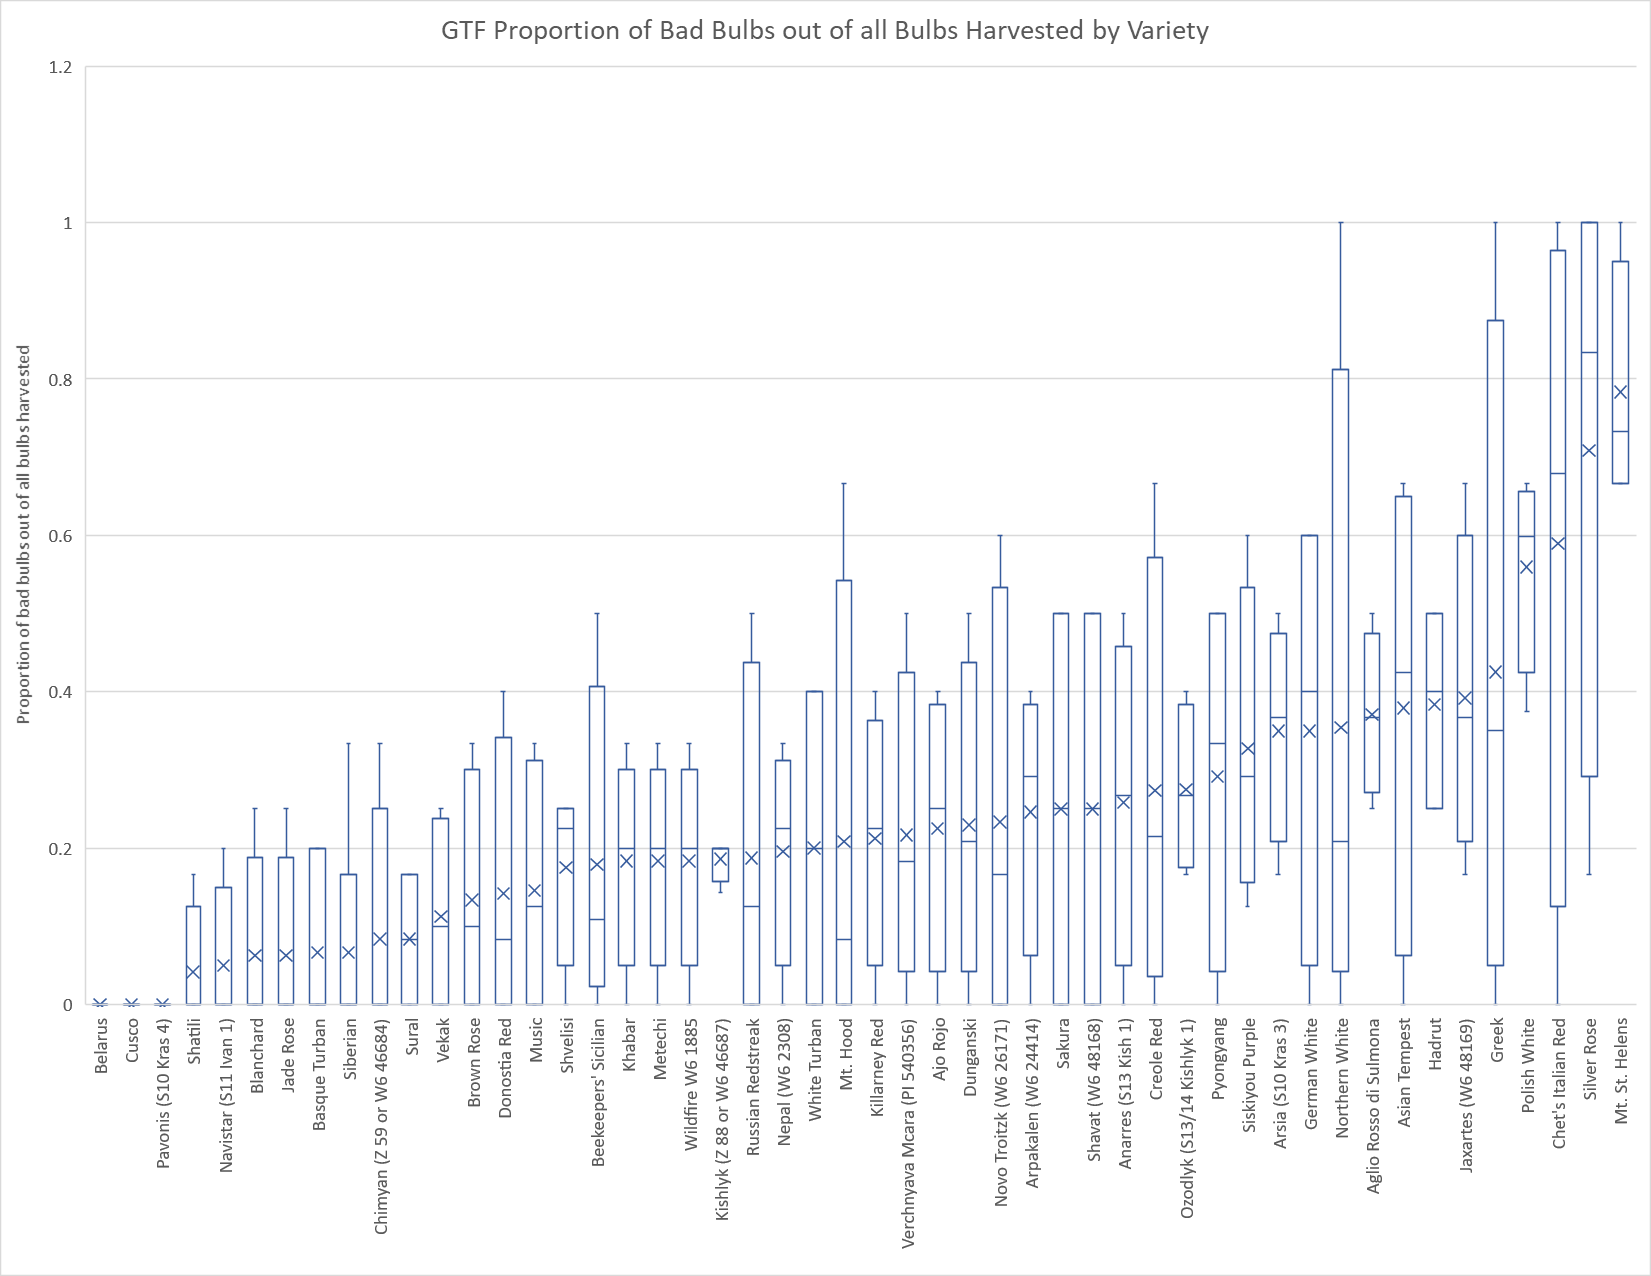 GTF Proportion of Bad Bulbs out of all Bulbs Harvested by Variety
Proportion of bad bulbs out of all bulbs harvested
1.2
1
0.8
0.6
0.4
0.2
0
Belarus
Cusco
Pavonis (S10 Kras 4)
Shatili
Navistar (S11 Ivan 1)
Blanchard
Jade Rose
Basque Turban
Siberian
Chimyan (Z 59 or W6 46684)
Sural
Vekak
Brown Rose
Donostia Red
Music
Shvelisi
Beekeepers' Sicilian
Khabar
Metechi
Wildfire W6 1885
Kishlyk (Z 88 or W6 46687)
Russian Redstreak
Nepal (W6 2308)
White Turban
Mt. Hood
Killarney Red
Verchnyava Mcara (PI 540356)
Ajo Rojo
Dunganski
Novo Troitzk (W6 26171)
Arpakalen (W6 24414)
Sakura
Shavat (W6 48168)
Anarres (S13 Kish 1)
Creole Red
Ozodlyk (S13/14 Kishlyk 1)
Pyongyang
Siskiyou Purple
Arsia (S10 Kras 3)
German White
Northern White
Aglio Rosso di Sulmona
Asian Tempest
Hadrut
Jaxartes (W6 48169)
Greek
Polish White
Chet's Italian Red
Silver Rose
Mt. St. Helens